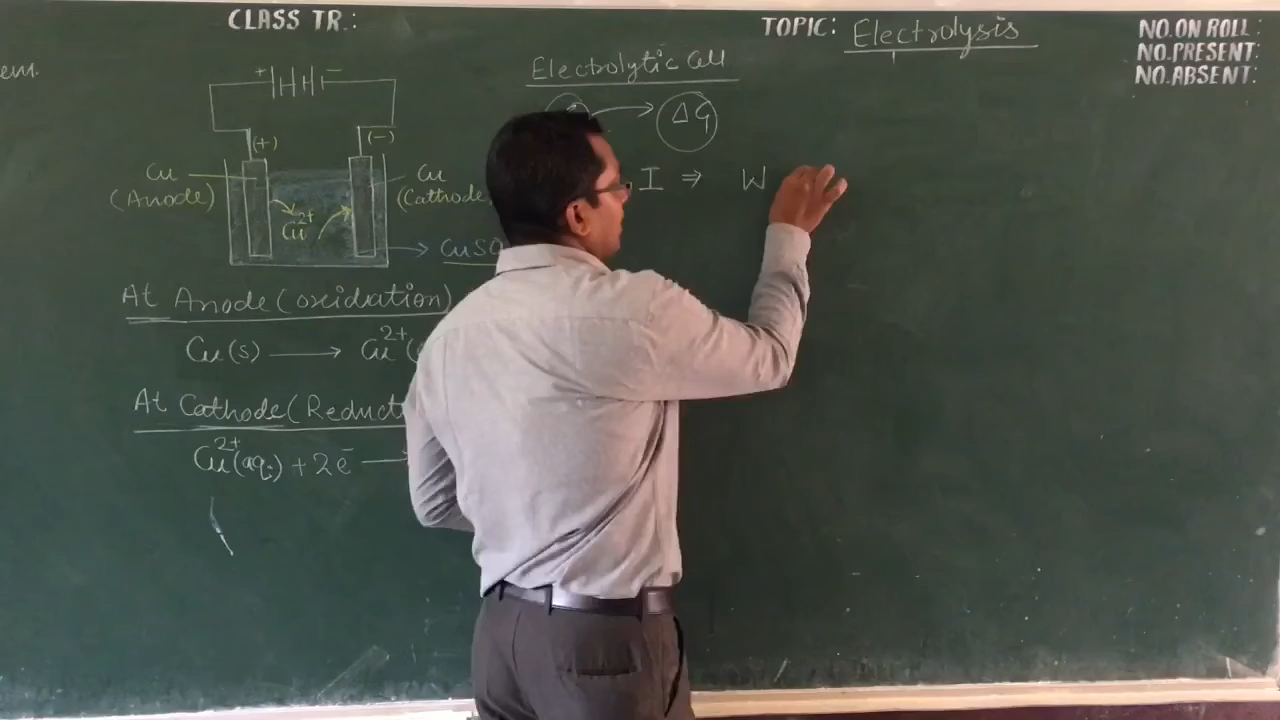 CLASS TR.:
TOPIC: Electrolysis
NO. ON ROLL:
NO. PRESENT:
NO. ABSENT:
em.
+ −
(+) (−)
Cu
(Anode)
Cu
(Cathode
Cu2+
CuSO
At Anode (oxidation)
Cu(s) → Cu2+(
At Cathode (Reduct
Cu2+(aq.) + 2e−
Electrolytic Cell
ΔG
I ⇒ W